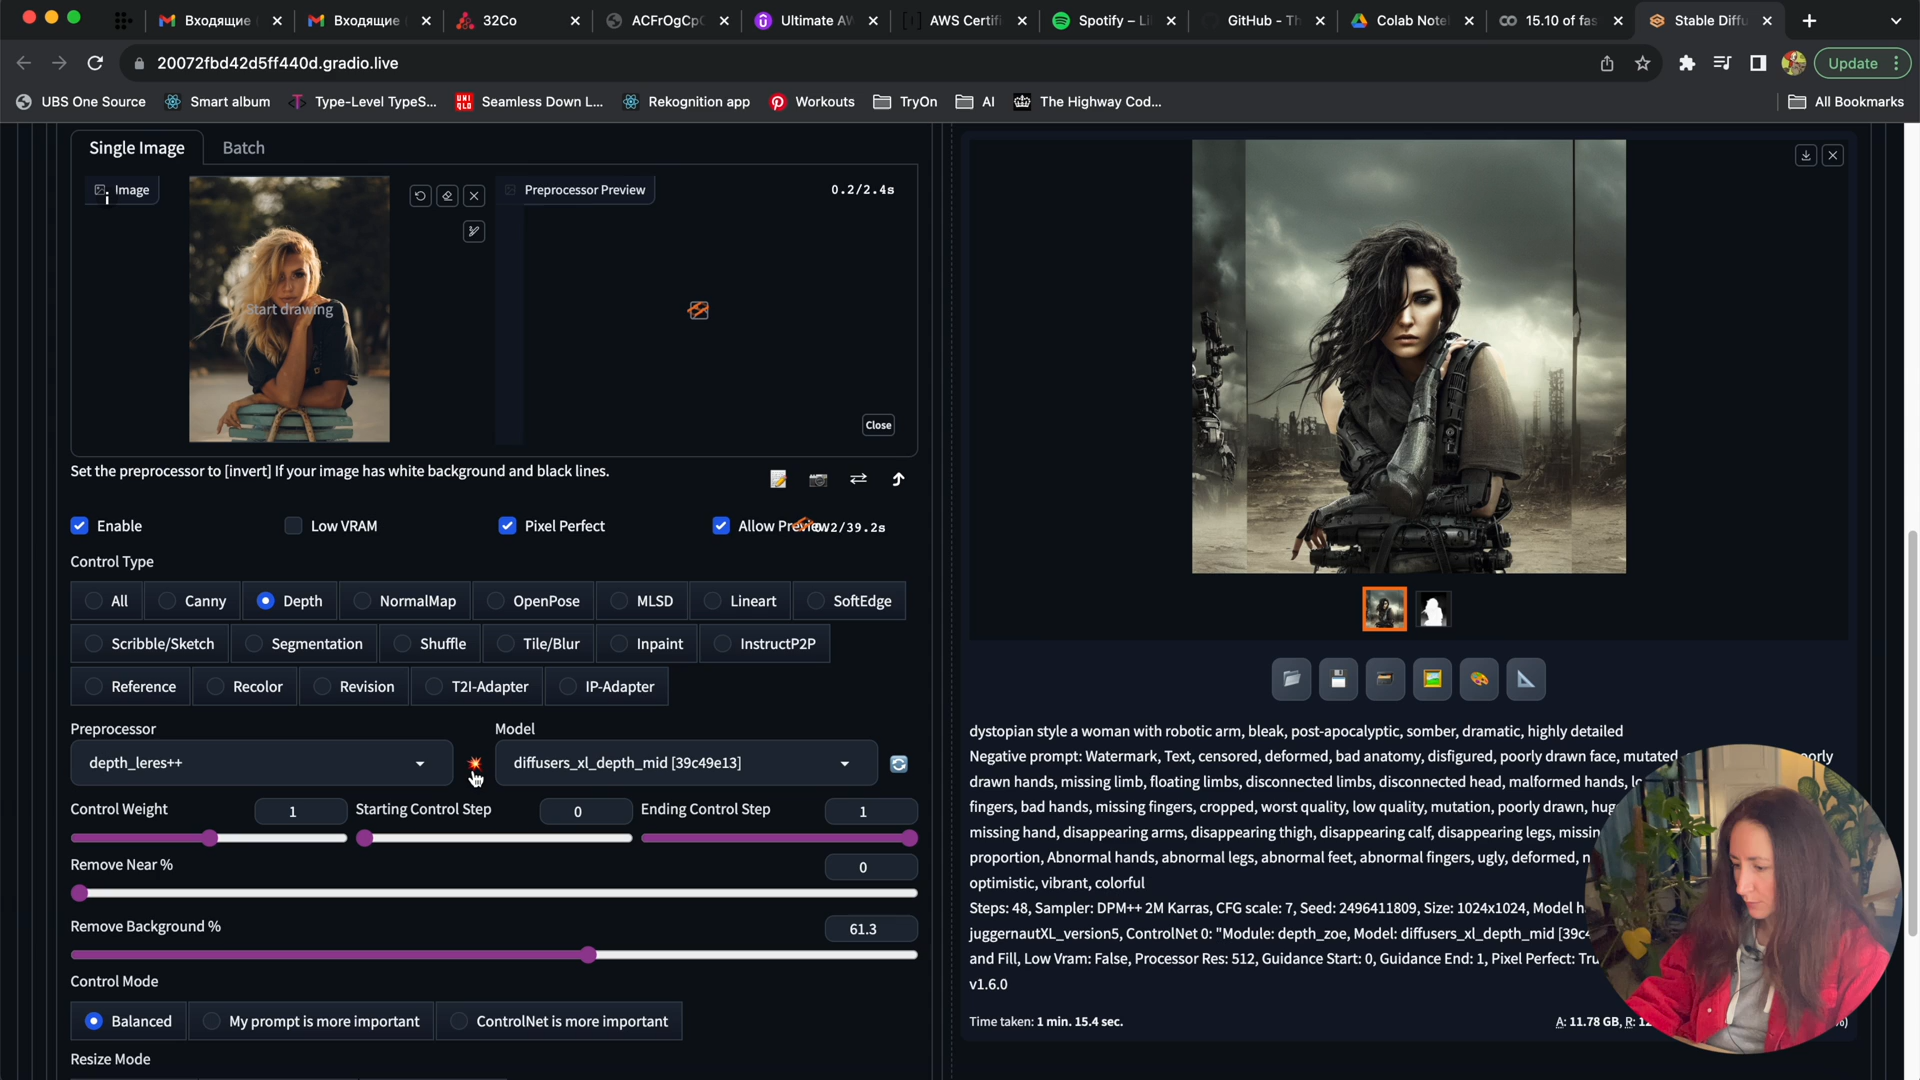 Входящие
Входящие
32Co
ACFrOgCp
Ultimate AW
AWS Certifi
Spotify – Li
GitHub - Th
Colab Note
15.10 of fas
Stable Diffu
20072fbd42d5ff440d.gradio.live
Update
UBS One Source
Smart album
Type-Level TypeS...
Seamless Down L...
Rekognition app
Workouts
TryOn
AI
The Highway Cod...
All Bookmarks
Single Image
Batch
Image
Preprocessor Preview
0.2/2.4s
Start drawing
Close
Set the preprocessor to [invert] If your image has white background and black lines.
Enable
Low VRAM
Pixel Perfect
Allow Preview
Control Type
All
Canny
Depth
NormalMap
OpenPose
MLSD
Lineart
SoftEdge
Scribble/Sketch
Segmentation
Shuffle
Tile/Blur
Inpaint
InstructP2P
Reference
Recolor
Revision
T2I-Adapter
IP-Adapter
Preprocessor
Model
depth_leres++
diffusers_xl_depth_mid [39c49e13]
Control Weight
1
Starting Control Step
0
Ending Control Step
1
Remove Near %
0
Remove Background %
61.3
Control Mode
Balanced
My prompt is more important
ControlNet is more important
Resize Mode
dystopian style a woman with robotic arm, bleak, post-apocalyptic, somber, dramatic, highly detailed
Negative prompt: Watermark, Text, censored, deformed, bad anatomy, disfigured, poorly drawn face, mutated,
drawn hands, missing limb, floating limbs, disconnected limbs, disconnected head, malformed hands,
fingers, bad hands, missing fingers, cropped, worst quality, low quality, mutation, poorly drawn,
missing hand, disappearing arms, disappearing thigh, disappearing calf, disappearing legs,
proportion, Abnormal hands, abnormal legs, abnormal feet, abnormal fingers, ugly, deformed,
optimistic, vibrant, colorful
Steps: 48, Sampler: DPM++ 2M Karras, CFG scale: 7, Seed: 2496411809, Size: 1024x1024, Model
juggernautXL_version5, ControlNet 0: "Module: depth_zoe, Model: diffusers_xl_depth_mid
and Fill, Low Vram: False, Processor Res: 512, Guidance Start: 0, Guidance End: 1, Pixel Perfect:
v1.6.0
Time taken: 1 min. 15.4 sec.
A: 11.78 GB, R: